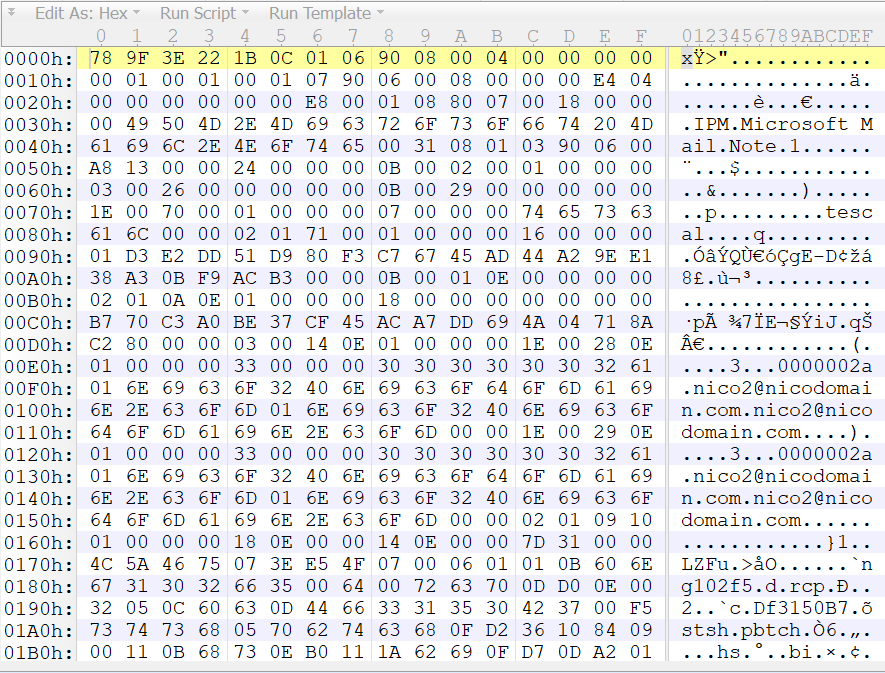 Edit As: Hex Run Script Run Template
0 1 2 3 4 5 6 7 8 9 A B C D E F 0123456789ABCDEF
0000h: 78 9F 3E 22 1B 0C 01 06 90 08 00 04 00 00 00 00 xŸ>"............
0010h: 00 01 00 01 00 01 07 90 06 00 08 00 00 00 E4 04 ..............ä.
0020h: 00 00 00 00 00 00 E8 00 01 08 80 07 00 18 00 00 ......è...€.....
0030h: 00 49 50 4D 2E 4D 69 63 72 6F 73 6F 66 74 20 4D .IPM.Microsoft M
0040h: 61 69 6C 2E 4E 6F 74 65 00 31 08 01 03 90 06 00 ail.Note.1......
0050h: A8 13 00 00 24 00 00 00 0B 00 02 00 01 00 00 00 ¨...$...........
0060h: 03 00 26 00 00 00 00 00 0B 00 29 00 00 00 00 00 ..&.......).....
0070h: 1E 00 70 00 01 00 00 00 07 00 00 00 74 65 73 63 ..p.........tesc
0080h: 61 6C 00 00 02 01 71 00 01 00 00 00 16 00 00 00 al....q.........
0090h: 01 D3 E2 DD 51 D9 80 F3 C7 67 45 AD 44 A2 9E E1 .ÓâÝQÙ€óÇgE-D¢žá
00A0h: 38 A3 0B F9 AC B3 00 00 0B 00 01 0E 00 00 00 00 8£.ù¬³..........
00B0h: 02 01 0A 0E 01 00 00 00 18 00 00 00 00 00 00 00 ................
00C0h: B7 70 C3 A0 BE 37 CF 45 AC A7 DD 69 4A 04 71 8A ·pÃ ¾7ÏE¬§ÝiJ.qŠ
00D0h: C2 80 00 00 03 00 14 0E 01 00 00 00 1E 00 28 0E Â€............(.
00E0h: 01 00 00 00 33 00 00 00 30 30 30 30 30 30 32 61 ....3...0000002a
00F0h: 01 6E 69 63 6F 32 40 6E 69 63 6F 64 6F 6D 61 69 .nico2@nicodomai
0100h: 6E 2E 63 6F 6D 01 6E 69 63 6F 32 40 6E 69 63 6F n.com.nico2@nico
0110h: 64 6F 6D 61 69 6E 2E 63 6F 6D 00 00 1E 00 29 0E domain.com....).
0120h: 01 00 00 00 33 00 00 00 30 30 30 30 30 30 32 61 ....3...0000002a
0130h: 01 6E 69 63 6F 32 40 6E 69 63 6F 64 6F 6D 61 69 .nico2@nicodomai
0140h: 6E 2E 63 6F 6D 01 6E 69 63 6F 32 40 6E 69 63 6F n.com.nico2@nico
0150h: 64 6F 6D 61 69 6E 2E 63 6F 6D 00 00 02 01 09 10 domain.com......
0160h: 01 00 00 00 18 0E 00 00 14 0E 00 00 7D 31 00 00 ............}1..
0170h: 4C 5A 46 75 07 3E E5 4F 07 00 06 01 01 0B 60 6E LZFu.>åO......`n
0180h: 67 31 30 32 66 35 00 64 00 72 63 70 0D D0 0E 00 g102f5.d.rcp.Ð..
0190h: 32 05 0C 60 63 0D 44 66 33 31 35 30 42 37 00 F5 2..`c.Df3150B7.õ
01A0h: 73 74 73 68 05 70 62 74 63 68 0F D2 36 10 84 09 stsh.pbtch.Ò6.„.
01B0h: 00 11 0B 68 73 0E B0 11 1A 62 69 0F D7 0D A2 01 ...hs.°..bi.×.¢.